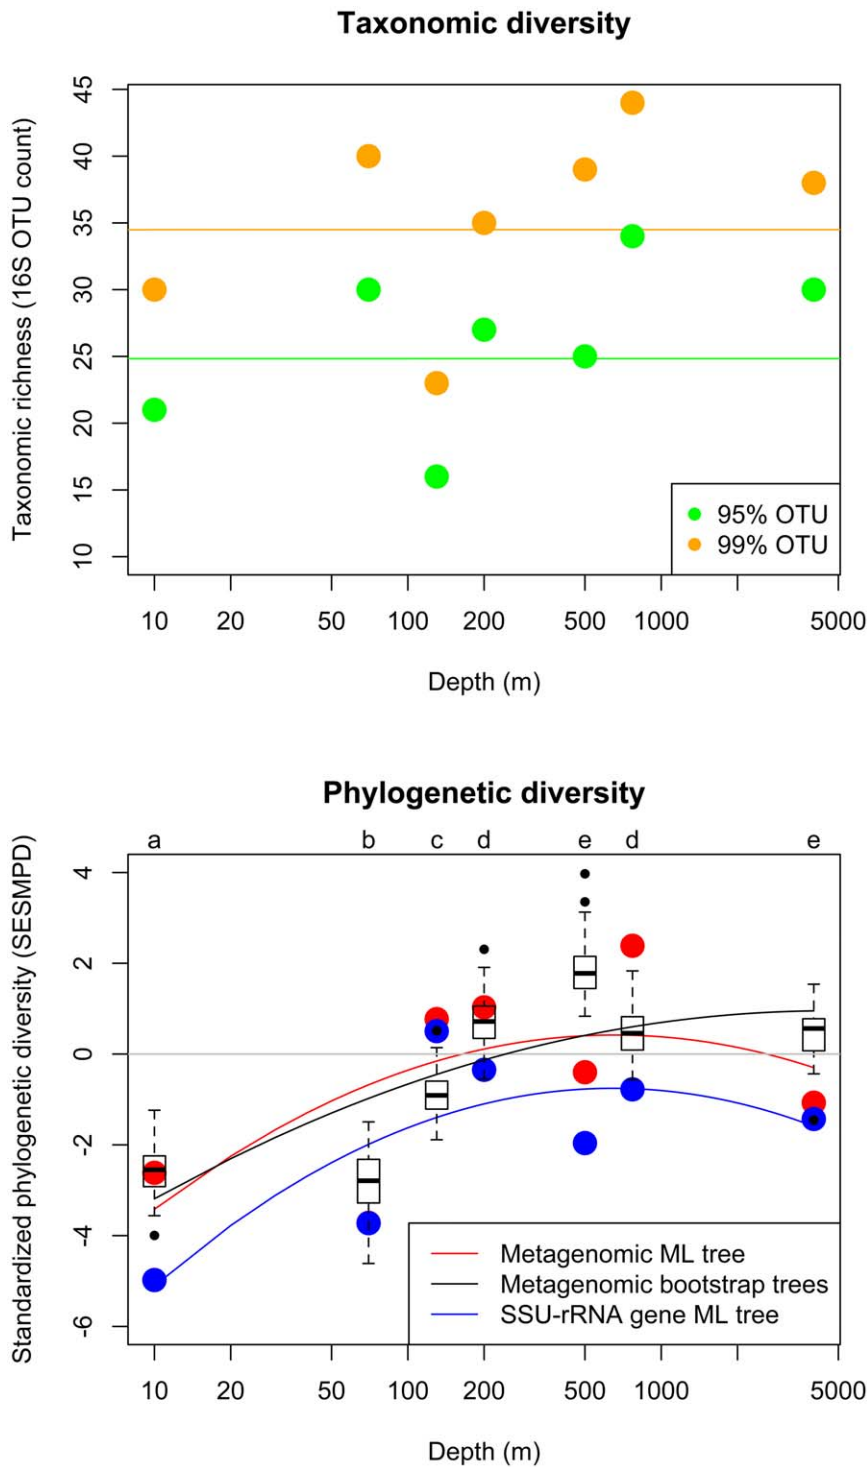 Taxonomic diversity
Taxonomic richness (16S OTU count)
45
40
35
30
25
20
15
10
95% OTU
99% OTU
10 20 50 100 200 500 1000 5000
Depth (m)
Phylogenetic diversity
a b c d e d e
Standardized phylogenetic diversity (SESMPD)
4
2
0
-2
-4
-6
Metagenomic ML tree
Metagenomic bootstrap trees
SSU-rRNA gene ML tree
10 20 50 100 200 500 1000 5000
Depth (m)